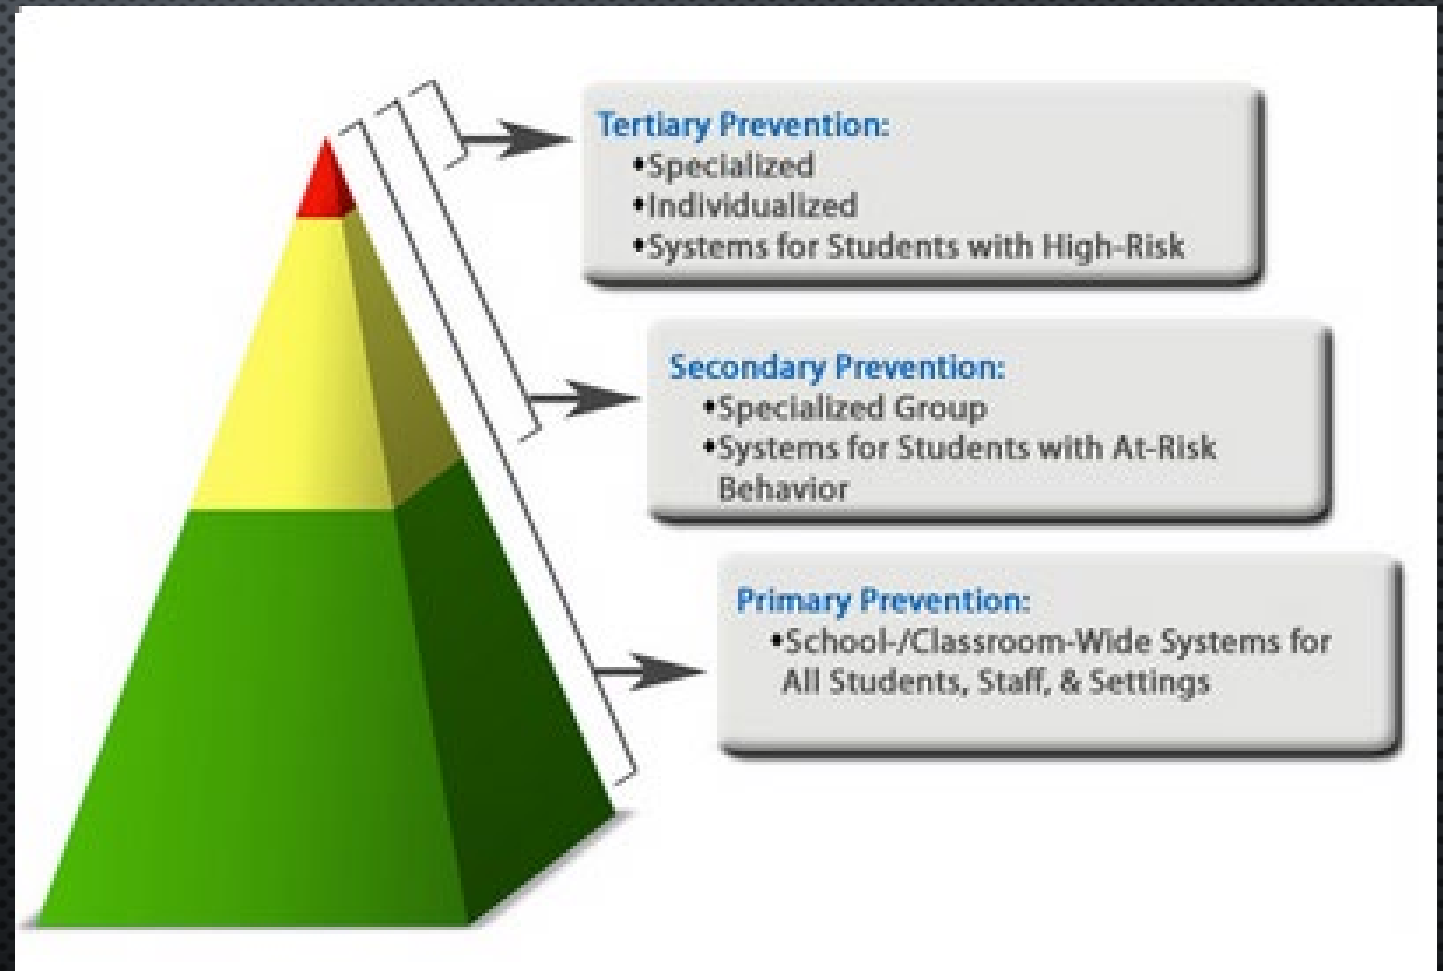 Tertiary Prevention:
•Specialized
•Individualized
•Systems for Students with High-Risk
Secondary Prevention:
•Specialized Group
•Systems for Students with At-Risk
Behavior
Primary Prevention:
•School-/Classroom-Wide Systems for
All Students, Staff, & Settings